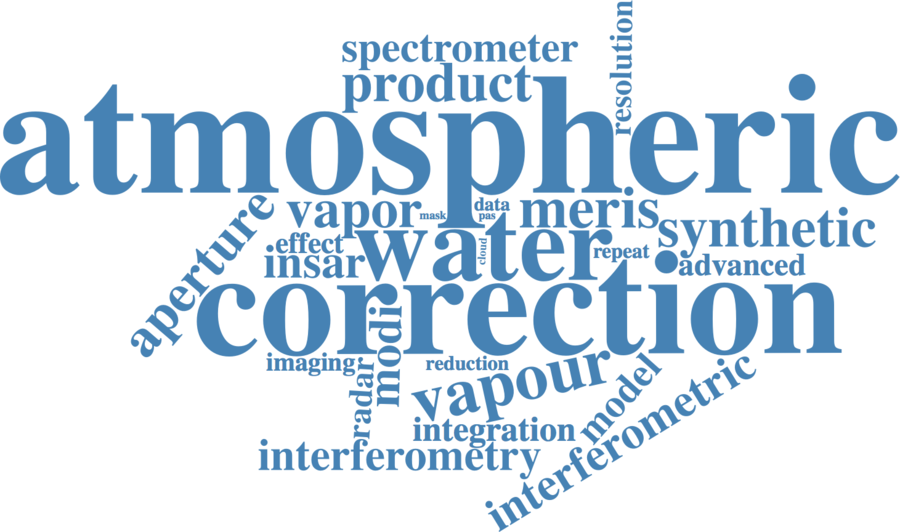 spectrometer
resolution
product
atmospheric
vapor
mask
data
pas
meris
synthetic
aperture
effect
water
cloud
repeat
insar
advanced
correction
modi
imaging
reduction
radar
vapour
model
integration
interferometry
interferometric